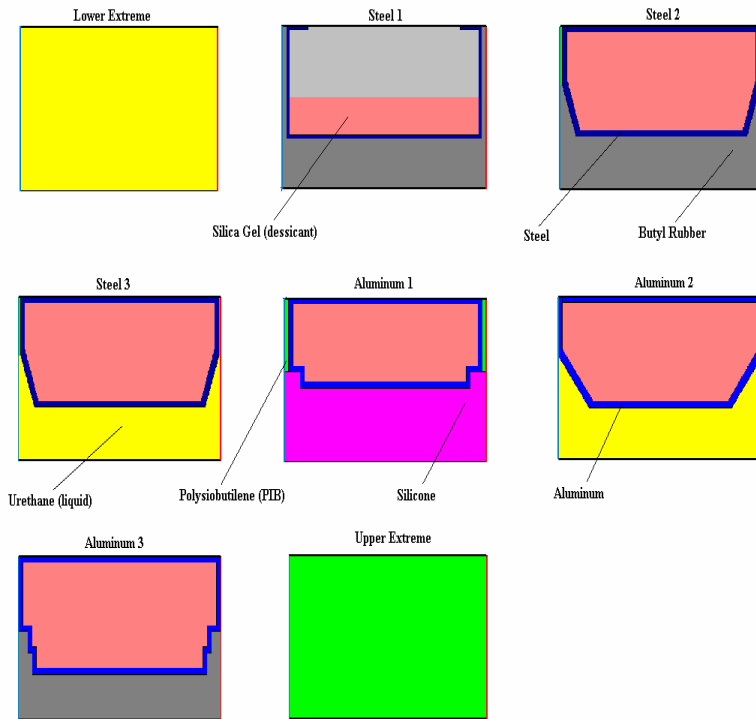 Lower Extreme
Steel 1
Steel 2
Silica Gel (dessicant)
Steel
Butyl Rubber
Steel 3
Aluminum 1
Aluminum 2
Urethane (liquid)
Polysiobutilene (PIB)
Silicone
Aluminum
Aluminum 3
Upper Extreme